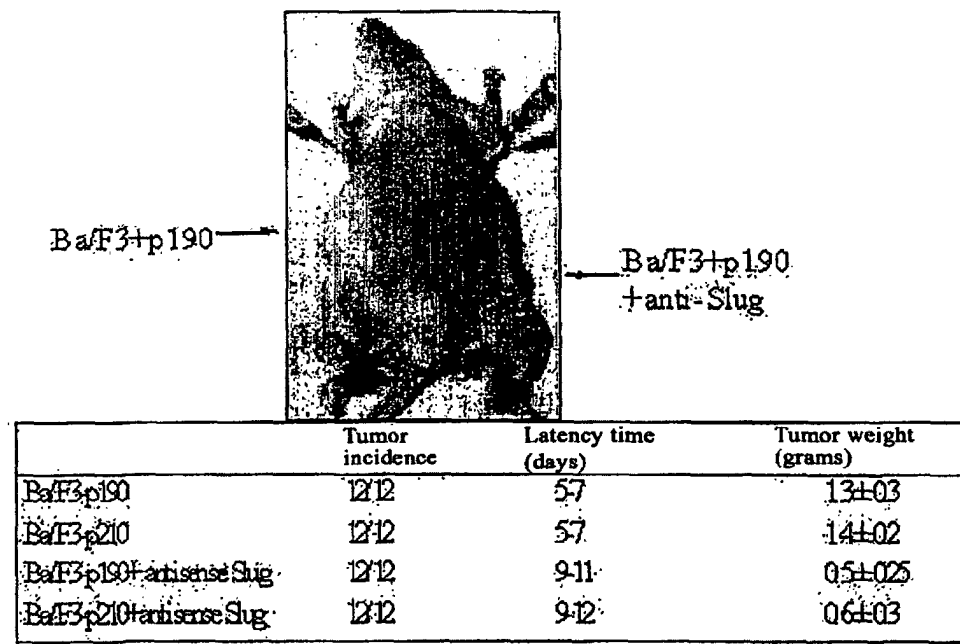 Ba/F3+p190
Ba/F3+p190
+anti-Slug
Tumor incidence Latency time (days) Tumor weight (grams)
Ba/F3-p190 12/12 5-7 1.3±0.3
Ba/F3-p210 12/12 5-7 1.4±0.2
Ba/F3-p190+antisense Slug 12/12 9-11 0.5±0.25
Ba/F3-p210+antisense Slug 12/12 9-12 0.6±0.3